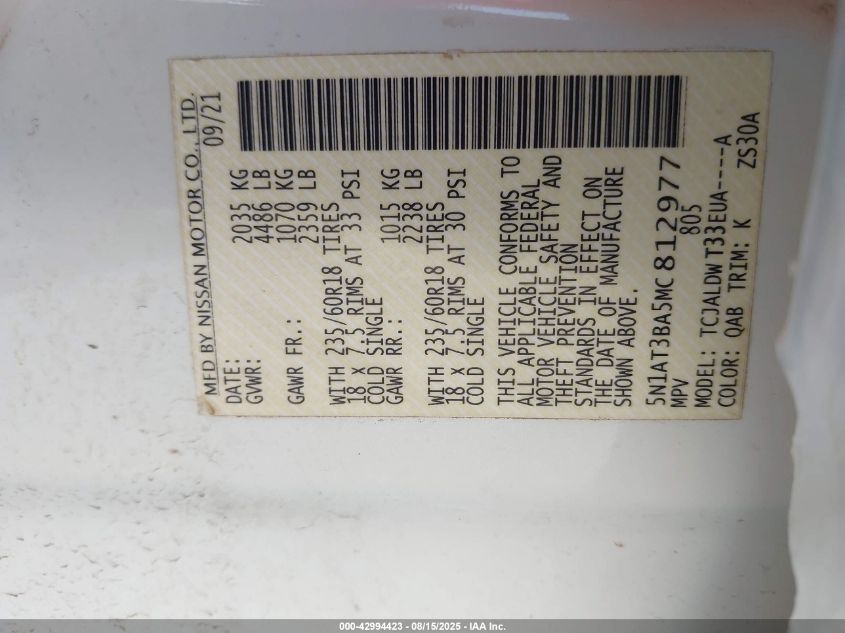 MFD BY NISSAN MOTOR CO., LTD.
DATE: 09/21
GVWR: 2035 KG
4486 LB
GAWR FR.: 1070 KG
2359 LB
WITH 235/60R18 TIRES
18 x 7.5 RIMS AT 33 PSI
COLD SINGLE
GAWR RR.: 1015 KG
2238 LB
WITH 235/60R18 TIRES
18 x 7.5 RIMS AT 30 PSI
COLD SINGLE
THIS VEHICLE CONFORMS TO
ALL APPLICABLE FEDERAL
MOTOR VEHICLE SAFETY AND
THEFT PREVENTION
STANDARDS IN EFFECT ON
THE DATE OF MANUFACTURE
SHOWN ABOVE.
5N1AT3BA5MC812977
MPV 805
MODEL: TCJALDW T33EUA----A
COLOR: QAB TRIM: K ZS30A
000-42994423 - 08/15/2025 - IAA Inc.